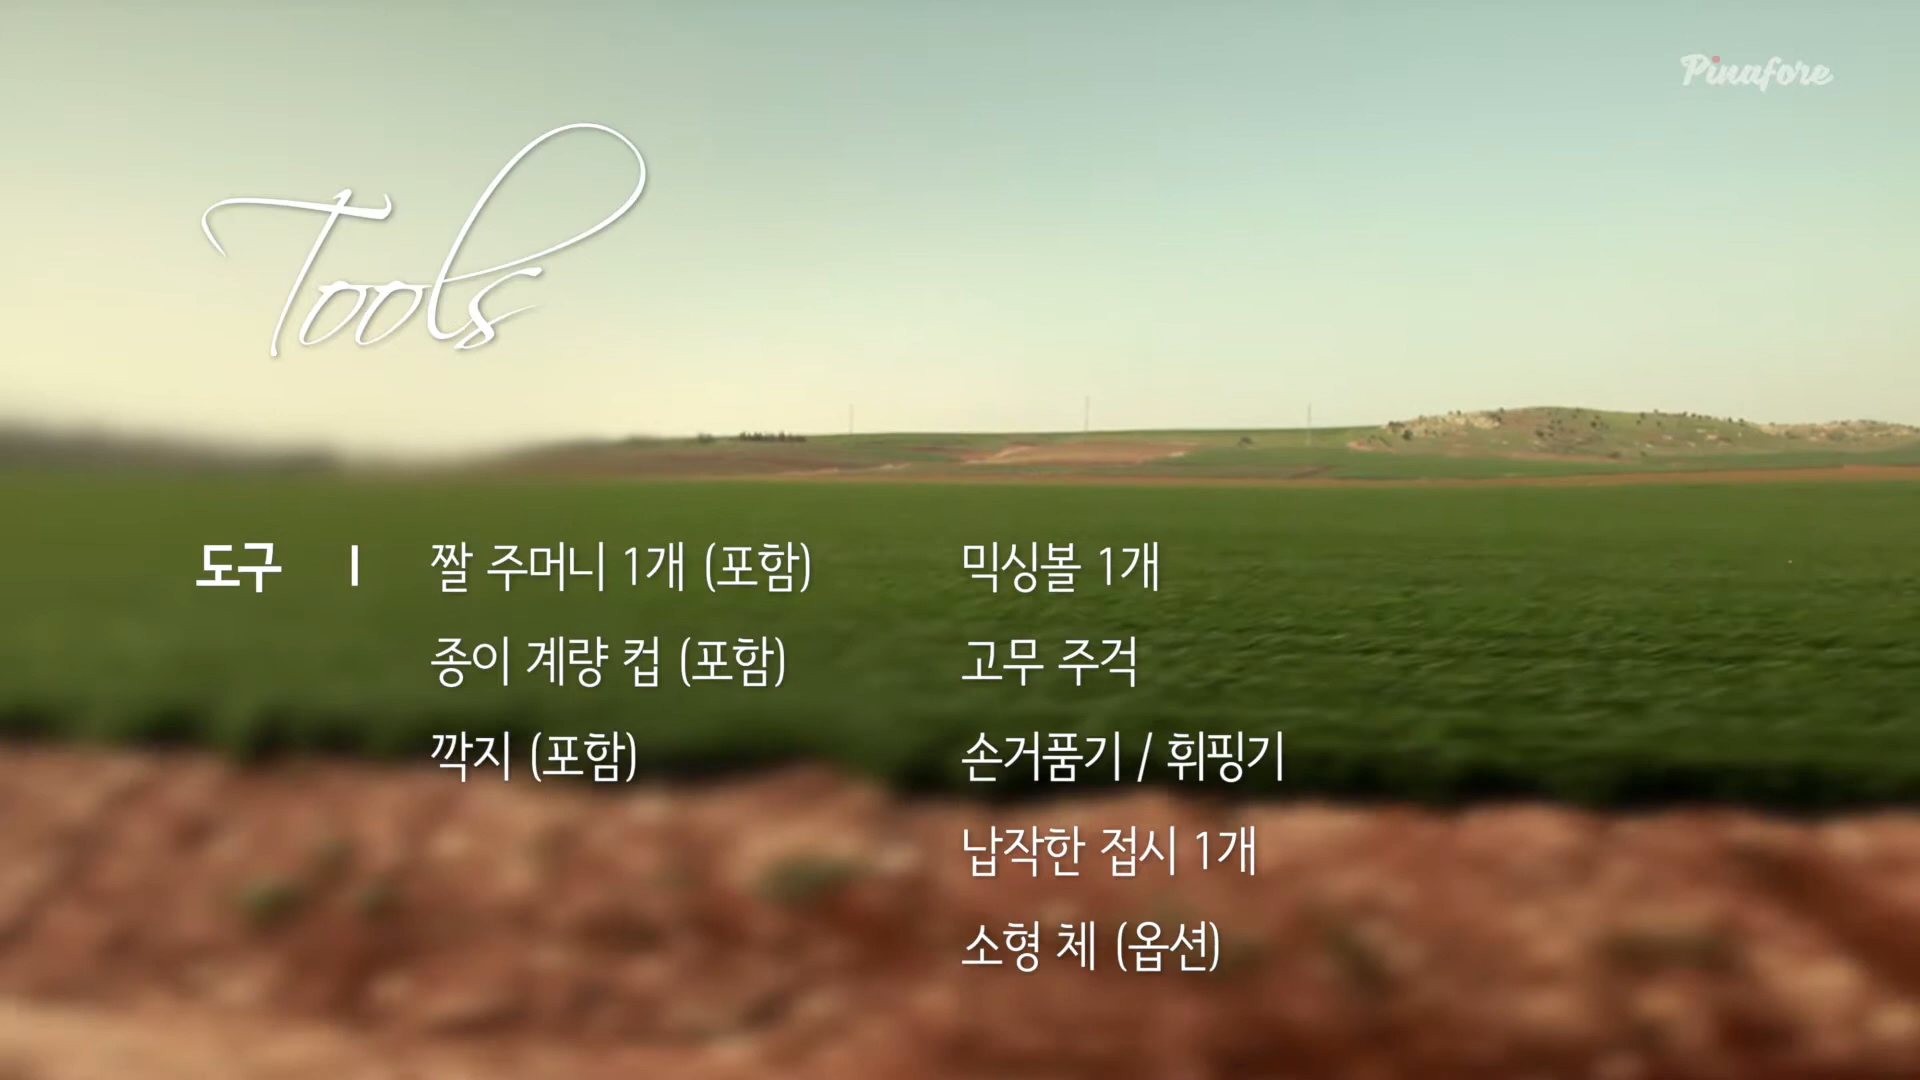 Pinafore
Tools
도구 | 짤 주머니 1개 (포함)
종이 계량 컵 (포함)
깍지 (포함)
믹싱볼 1개
고무 주걱
손거품기 / 휘핑기
납작한 접시 1개
소형 체 (옵션)